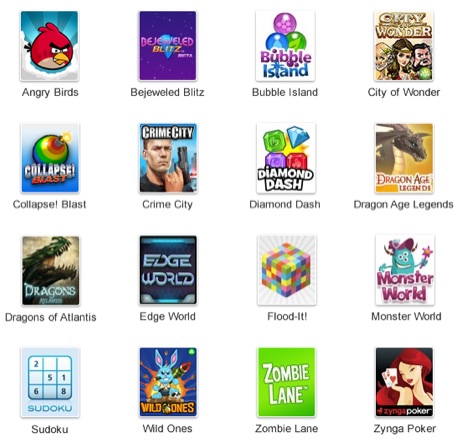 CITY OF
WONDER
BEJEWELED
BLITZ
BETA
Bubble
Island
Angry Birds
Bejeweled Blitz
Bubble Island
City of Wonder
CRIME CITY
COLLAPSE!
BLAST
DIAMOND
DASH
DRAGON AGE
LEGENDS
Collapse! Blast
Crime City
Diamond Dash
Dragon Age Legends
DRAGONS
OF
ATLANTIS
EDGE
WORLD
Monster
World
Dragons of Atlantis
Edge World
Flood-It!
Monster World
2
5 1
6 8
SUDOKU
WILD ONES
ZOMBIE
LANE™
zynga poker
Sudoku
Wild Ones
Zombie Lane
Zynga Poker